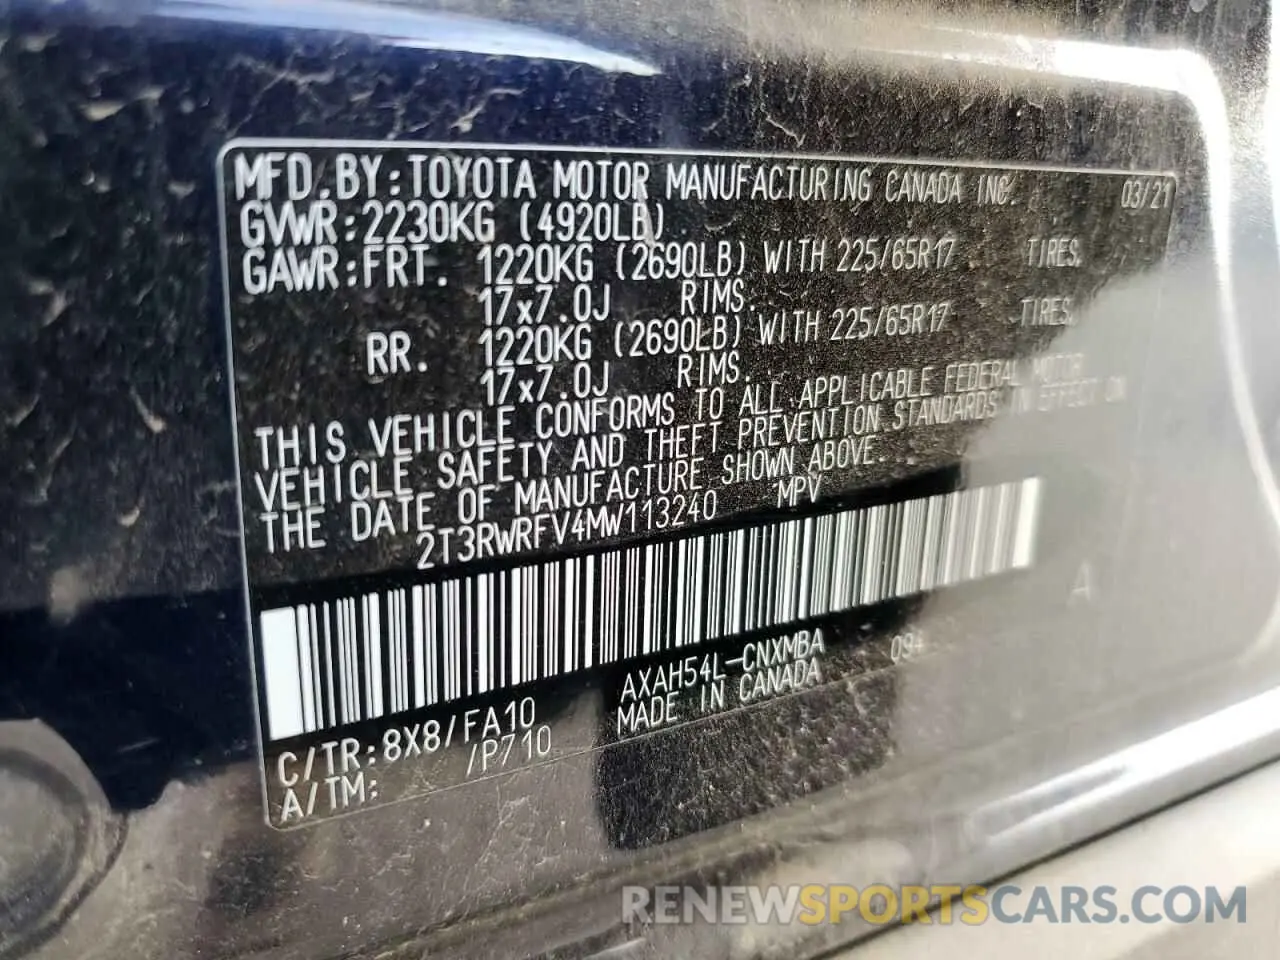 MFD.BY:TOYOTA MOTOR MANUFACTURING CANADA INC. 03/21
GVWR:2230KG (4920LB)
GAWR:FRT. 1220KG (2690LB) WITH 225/65R17 TIRES,
17x7.0J RIMS.
RR. 1220KG (2690LB) WITH 225/65R17 TIRES,
17x7.0J RIMS.
THIS VEHICLE CONFORMS TO ALL APPLICABLE FEDERAL MOTOR
VEHICLE SAFETY AND THEFT PREVENTION STANDARDS IN EFFECT ON
THE DATE OF MANUFACTURE SHOWN ABOVE.
2T3RWRFV4MW113240 MPV
A
C/TR:8X8/FA10 AXAH54L-CNXMBA
A/TM: /P710 MADE IN CANADA
RENEWSPORTSCARS.COM